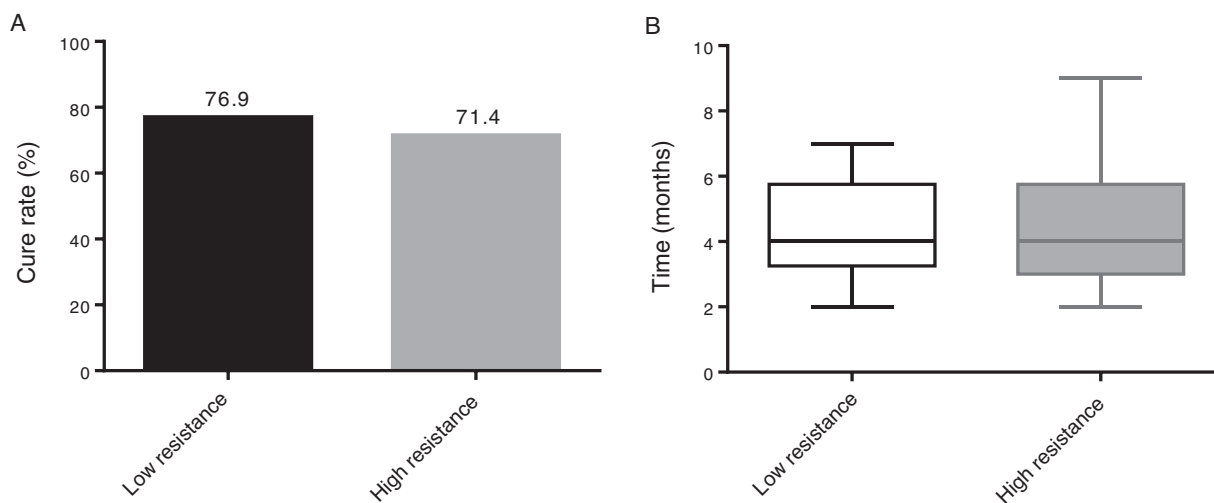 A
Cure rate (%)
100
80
60
40
20
0
76.9
71.4
Low resistance
High resistance
B
Time (months)
10
8
6
4
2
0
Low resistance
High resistance